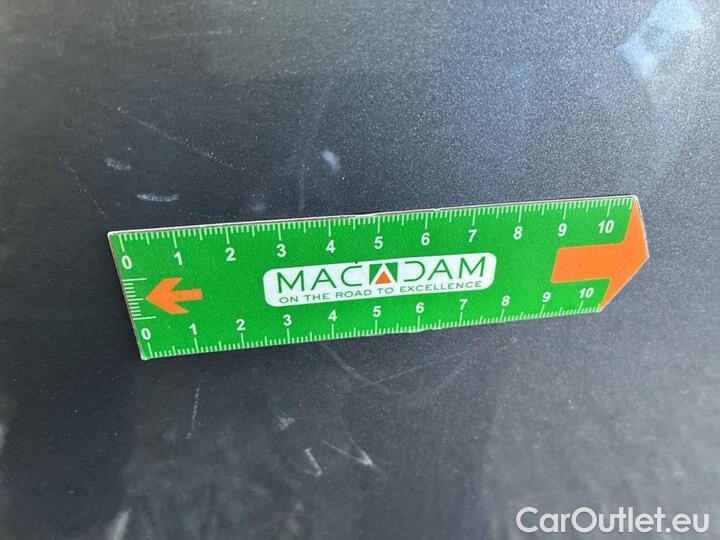 0 1 2 3 4 5 6 7 8 9 10
MACADAM
ON THE ROAD TO EXCELLENCE
0 1 2 3 4 5 6 7 8 9 10
CarOutlet.eu